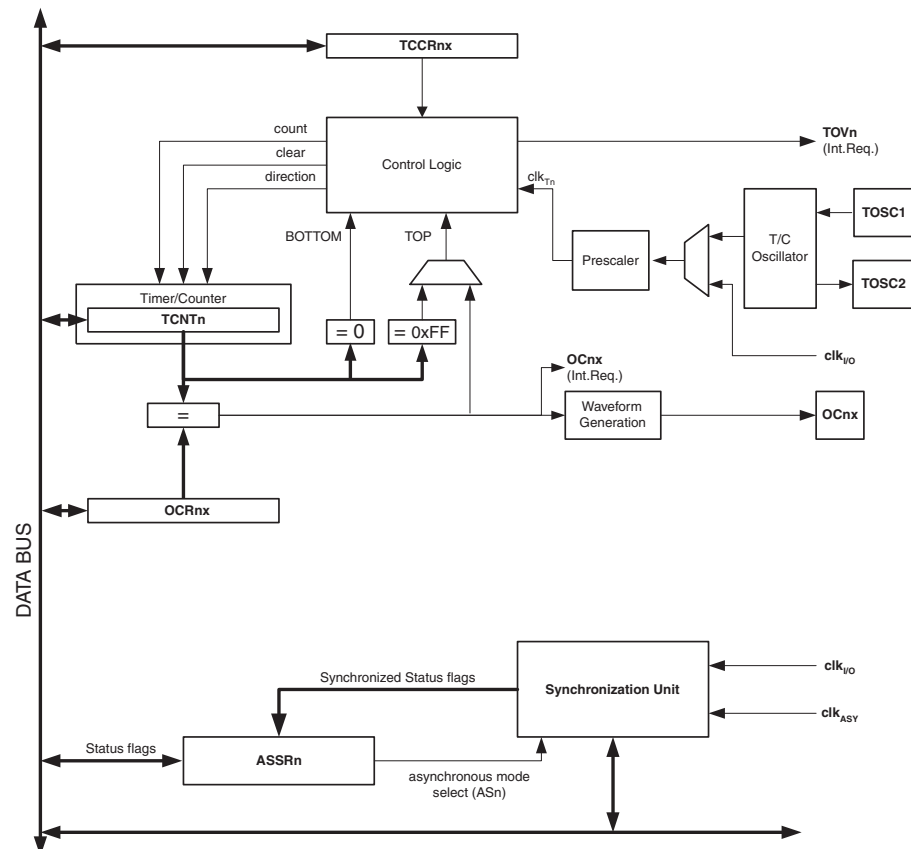 TCCRnx
count
clear
direction
Control Logic
TOVn
(Int.Req.)
clkTn
BOTTOM
TOP
TOSC1
T/C
Oscillator
Prescaler
TOSC2
Timer/Counter
TCNTn
= 0
= 0xFF
clkI/O
OCnx
(Int.Req.)
=
Waveform
Generation
OCnx
OCRnx
DATA BUS
Synchronized Status flags
Synchronization Unit
clkI/O
clkASY
Status flags
ASSRn
asynchronous mode
select (ASn)